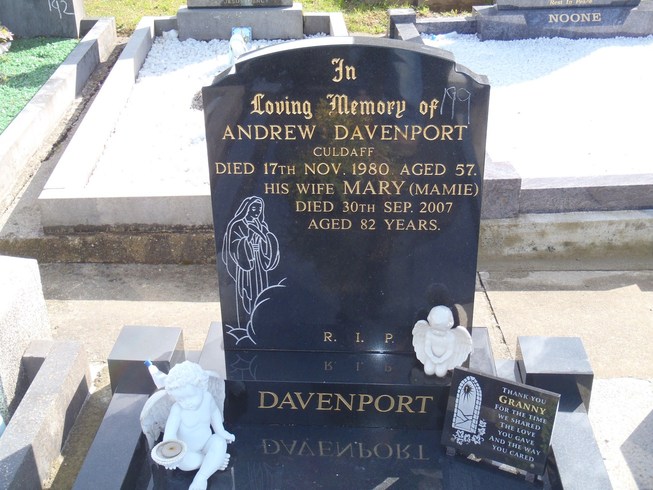 192
NOONE
In
Loving Memory of
199
ANDREW DAVENPORT
CULDAFF
DIED 17TH NOV. 1980 AGED 57.
HIS WIFE MARY (MAMIE)
DIED 30TH SEP. 2007
AGED 82 YEARS.
R. I. P.
DAVENPORT
THANK YOU
GRANNY
FOR THE TIME
WE SHARED
THE LOVE
YOU GAVE
AND THE WAY
YOU CARED